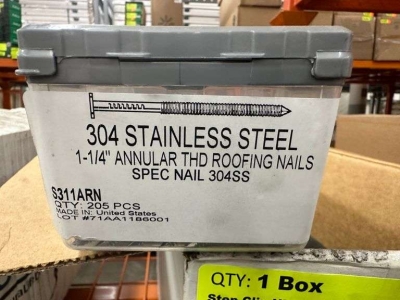 304 STAINLESS STEEL
1-1/4" ANNULAR THD ROOFING NAILS
SPEC NAIL 304SS
S311ARN
QTY: 205 PCS
MADE IN: United States
LOT #71AA1186001
QTY: 1 Box